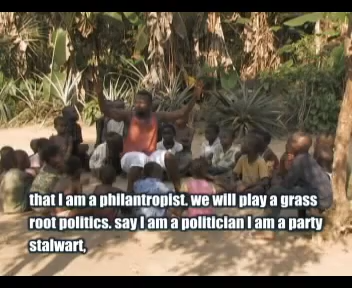 that I am a philantropist. we will play a grass
root politics. say I am a politician I am a party
stalwart,